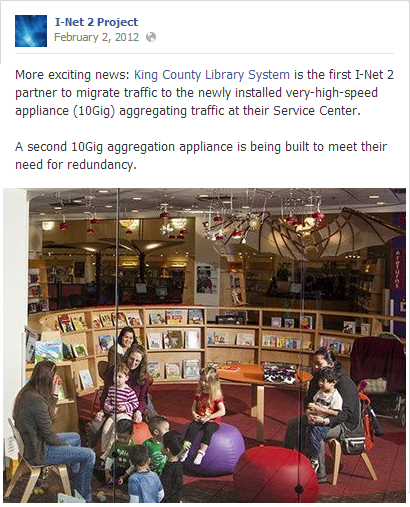 I-Net 2 Project
February 2, 2012
More exciting news: King County Library System is the first I-Net 2
partner to migrate traffic to the newly installed very-high-speed
appliance (10Gig) aggregating traffic at their Service Center.
A second 10Gig aggregation appliance is being built to meet their
need for redundancy.
returns